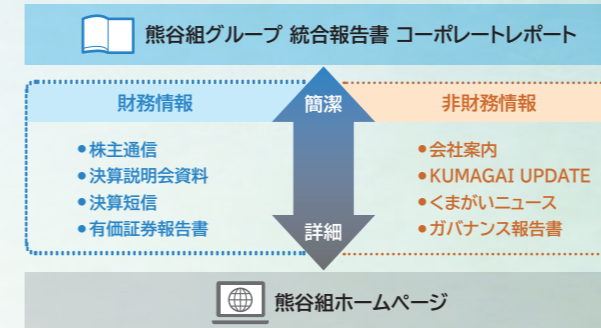 熊谷組グループ 統合報告書 コーポレートレポート
財務情報
簡潔
非財務情報
●株主通信
●決算説明会資料
●決算短信
●有価証券報告書
●会社案内
●KUMAGAI UPDATE
●くまがいニュース
●ガバナンス報告書
詳細
熊谷組ホームページ